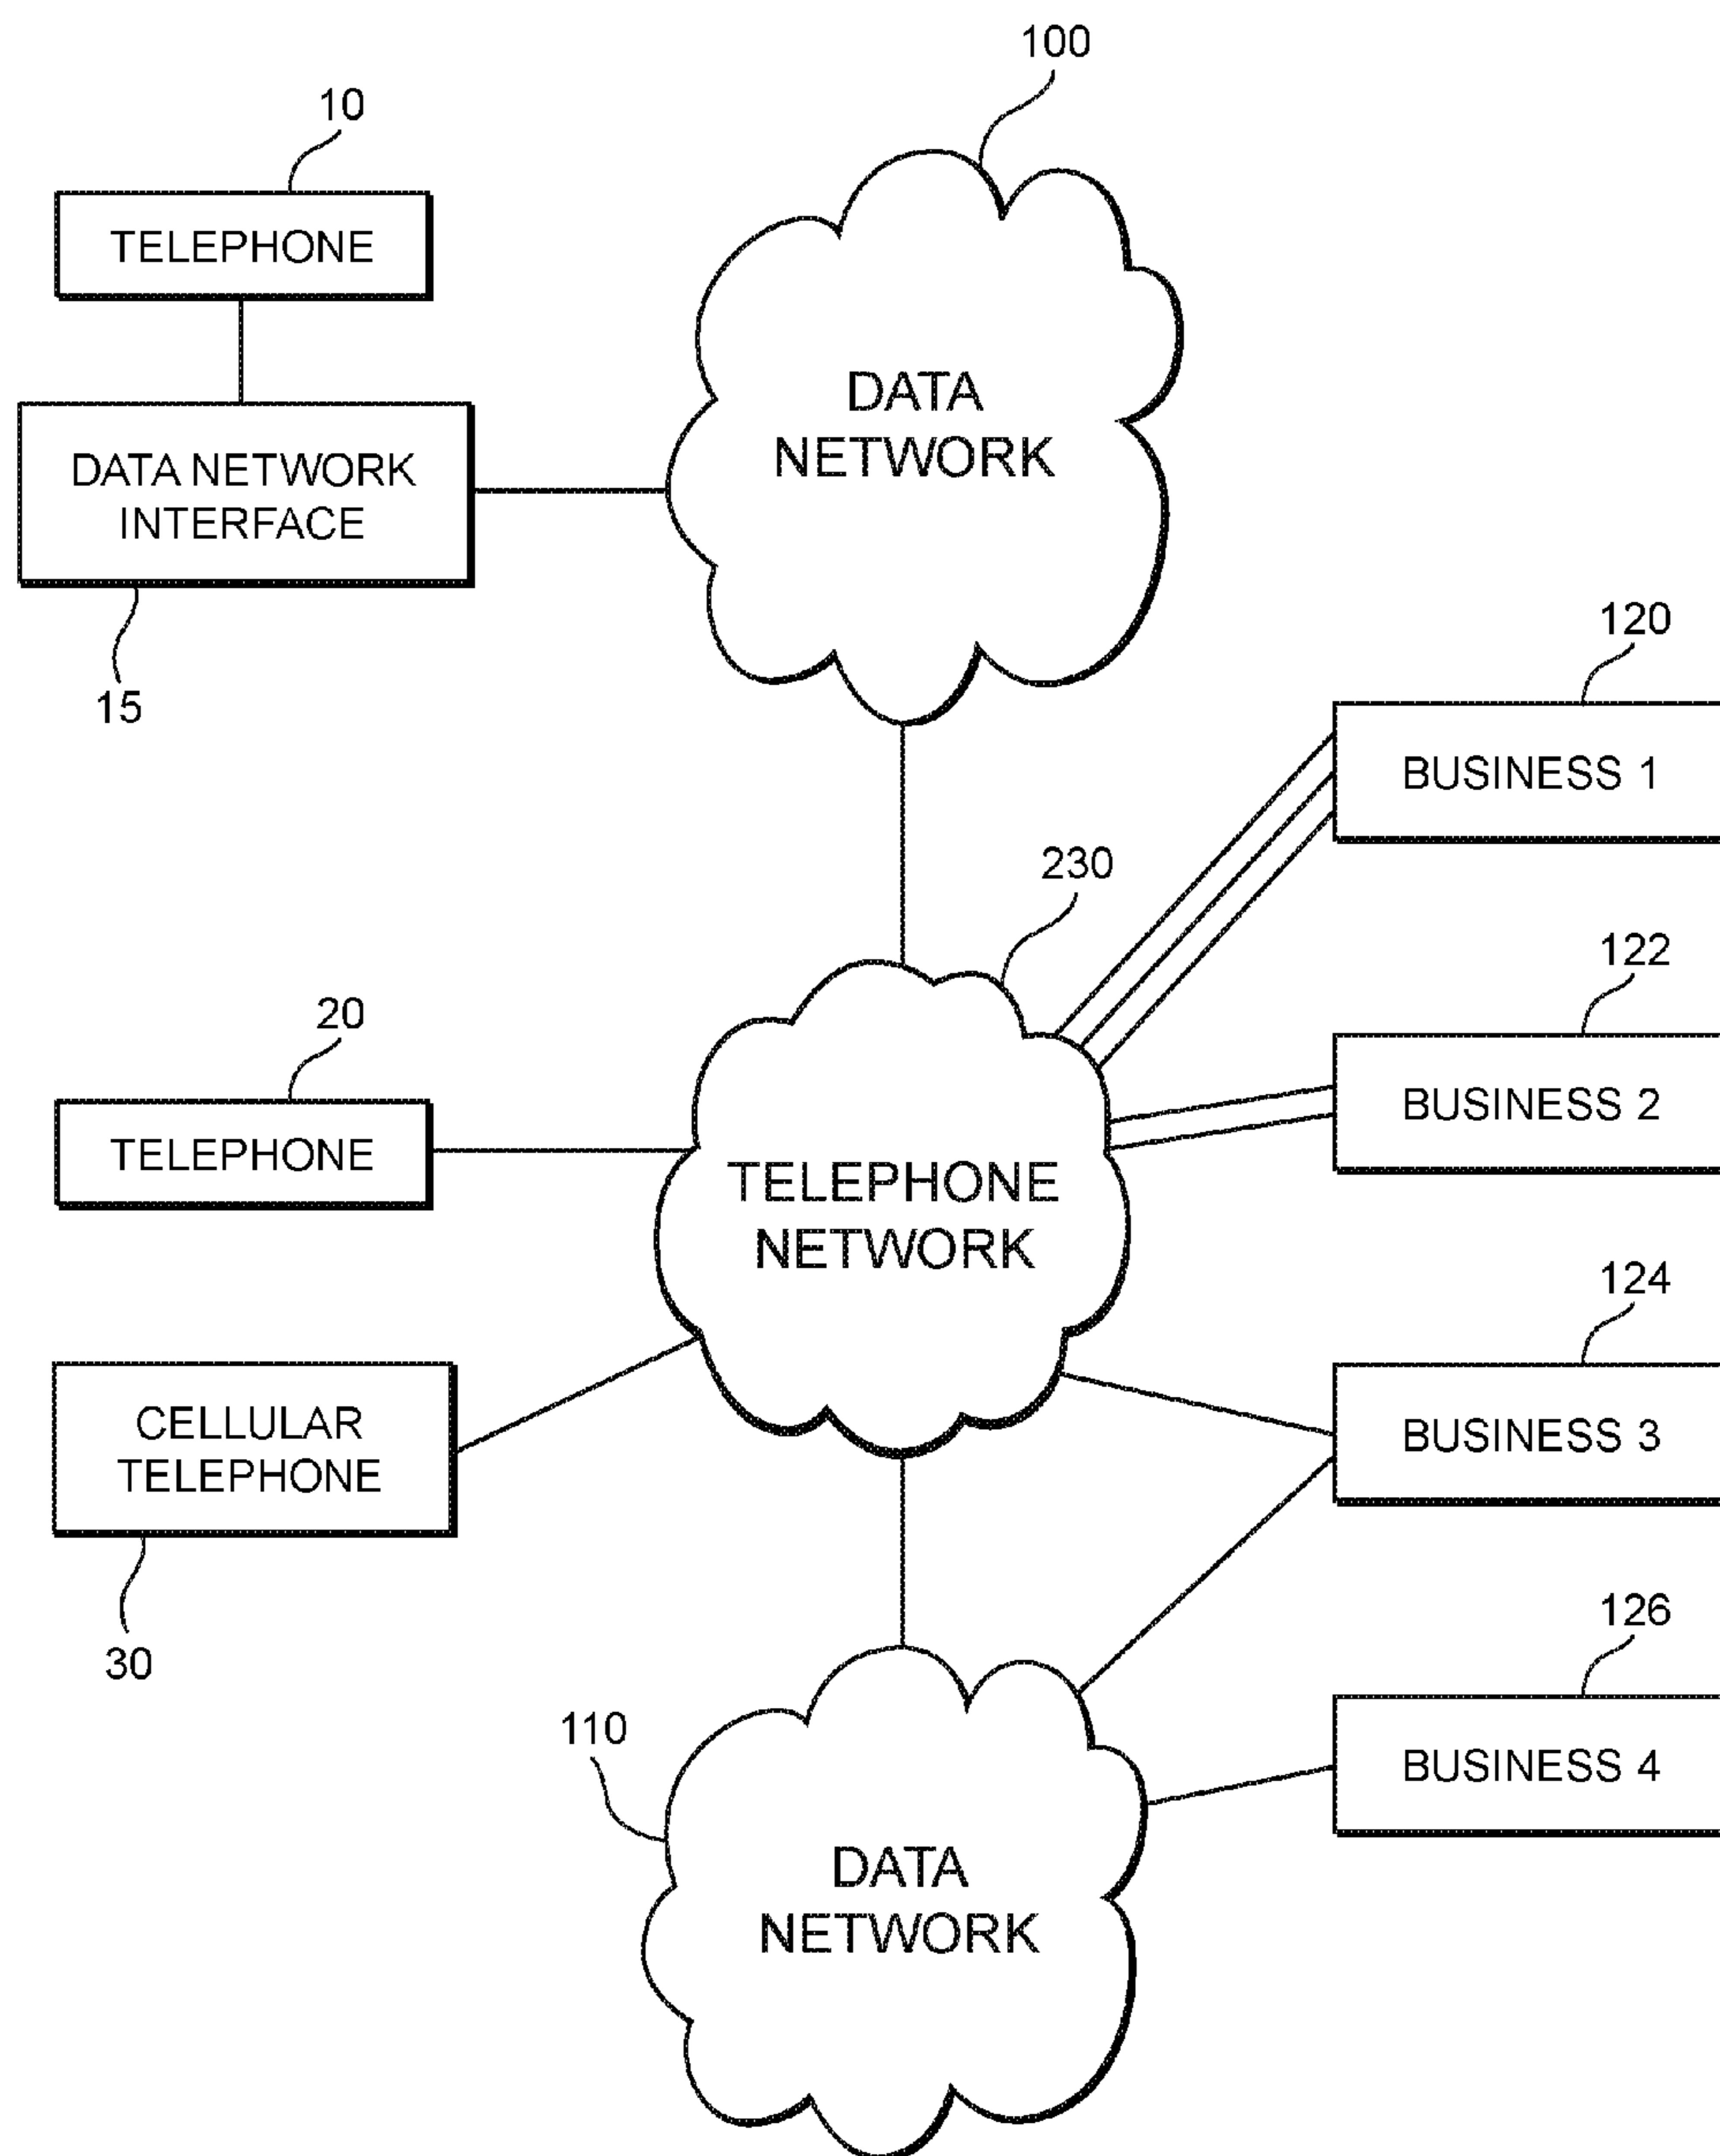 100
10
TELEPHONE
DATA
NETWORK
DATA NETWORK
INTERFACE
15
120
BUSINESS 1
230
122
BUSINESS 2
20
TELEPHONE
TELEPHONE
NETWORK
124
BUSINESS 3
CELLULAR
TELEPHONE
30
126
BUSINESS 4
110
DATA
NETWORK